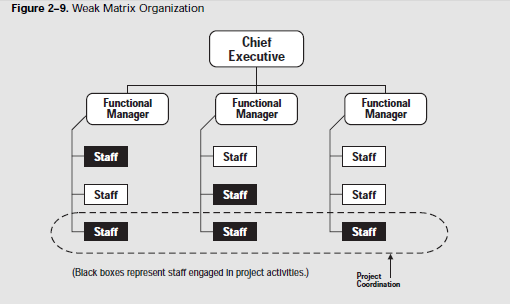 Figure 2–9. Weak Matrix Organization
Chief
Executive
Functional
Manager
Functional
Manager
Functional
Manager
Staff
Staff
Staff
Staff
Staff
Staff
Staff
Staff
Staff
(Black boxes represent staff engaged in project activities.)
Project
Coordination